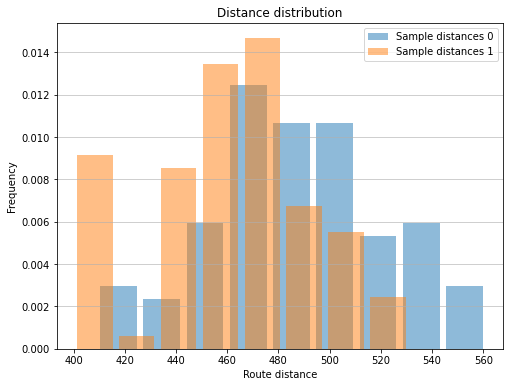 Distance distribution
Sample distances 0
Sample distances 1
Frequency
0.014
0.012
0.010
0.008
0.006
0.004
0.002
0.000
400 420 440 460 480 500 520 540 560
Route distance